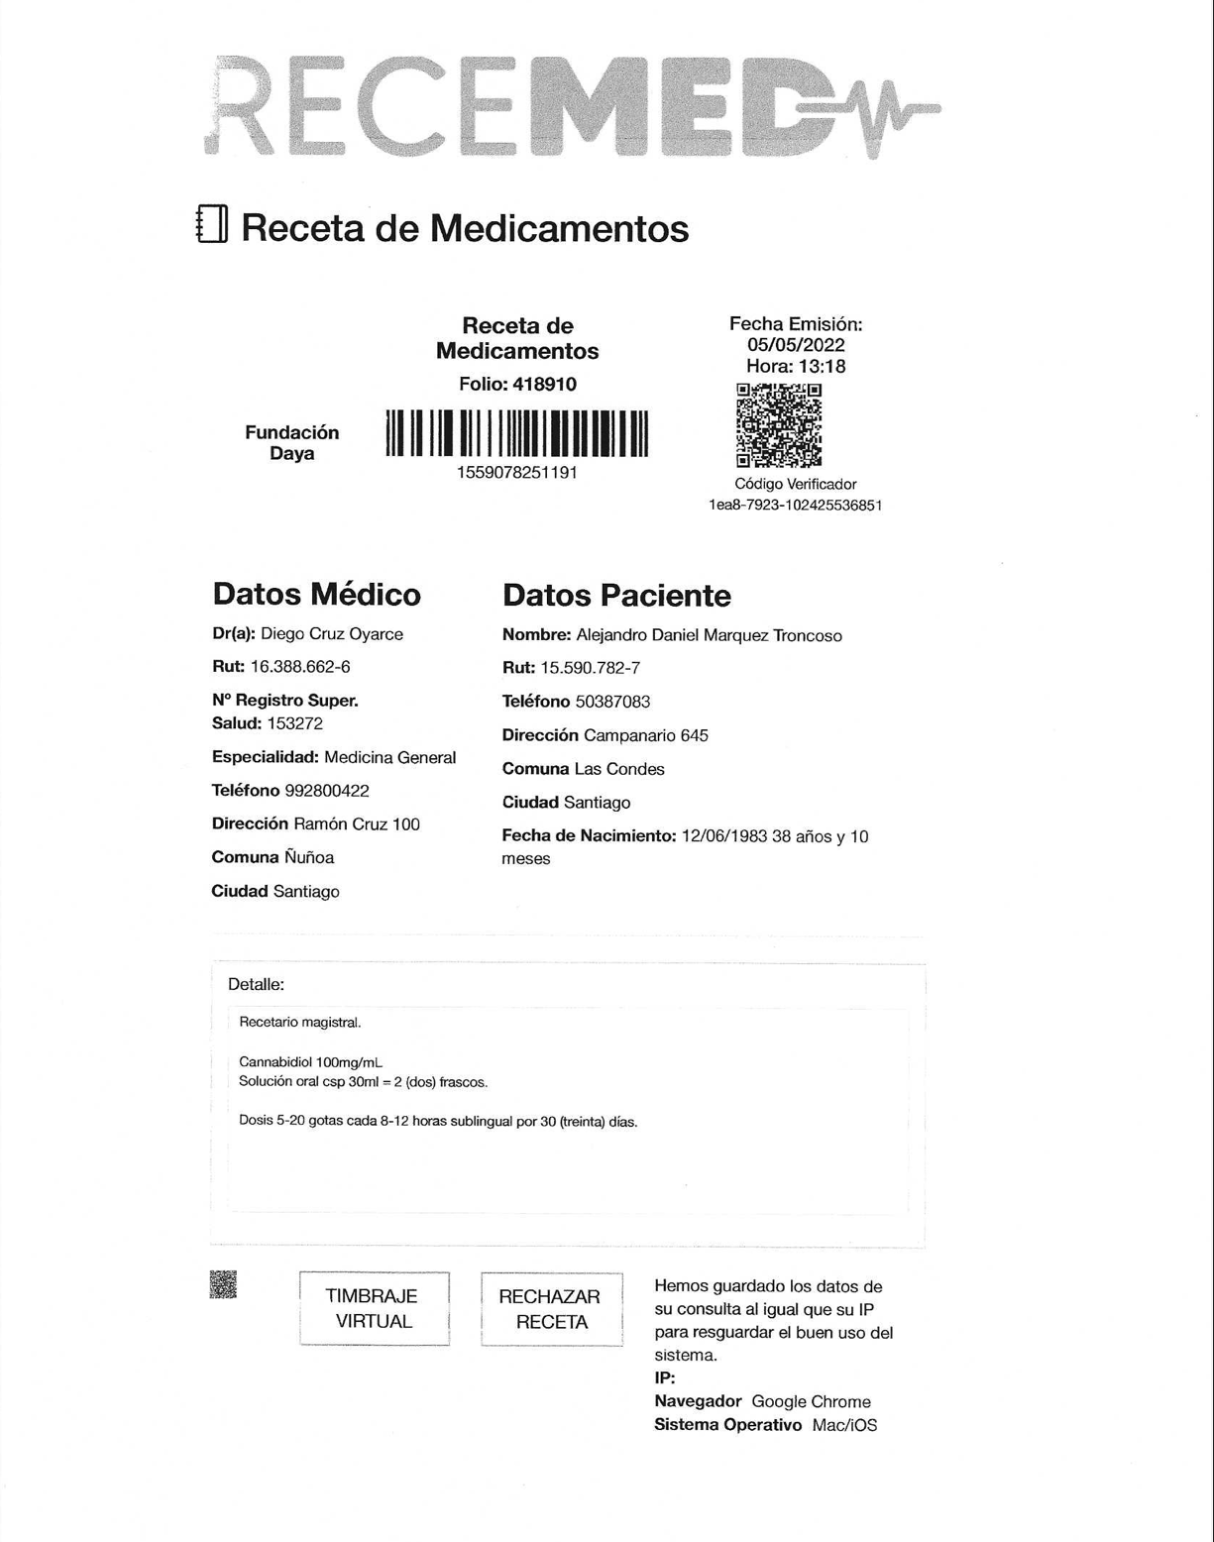 RECEMED
Receta de Medicamentos
Receta de
Medicamentos
Folio: 418910
Fundación
Daya
1559078251191
Fecha Emisión:
05/05/2022
Hora: 13:18
Código Verificador
1ea8-7923-102425536851
Datos Médico
Dr(a): Diego Cruz Oyarce
Rut: 16.388.662-6
Nº Registro Super.
Salud: 153272
Especialidad: Medicina General
Teléfono 992800422
Dirección Ramón Cruz 100
Comuna Ñuñoa
Ciudad Santiago
Datos Paciente
Nombre: Alejandro Daniel Marquez Troncoso
Rut: 15.590.782-7
Teléfono 50387083
Dirección Campanario 645
Comuna Las Condes
Ciudad Santiago
Fecha de Nacimiento: 12/06/1983 38 años y 10
meses
Detalle:
Recetario magistral.
Cannabidiol 100mg/mL
Solución oral csp 30ml = 2 (dos) frascos.
Dosis 5-20 gotas cada 8-12 horas sublingual por 30 (treinta) días.
TIMBRAJE
VIRTUAL
RECHAZAR
RECETA
Hemos guardado los datos de
su consulta al igual que su IP
para resguardar el buen uso del
sistema.
IP:
Navegador Google Chrome
Sistema Operativo Mac/iOS